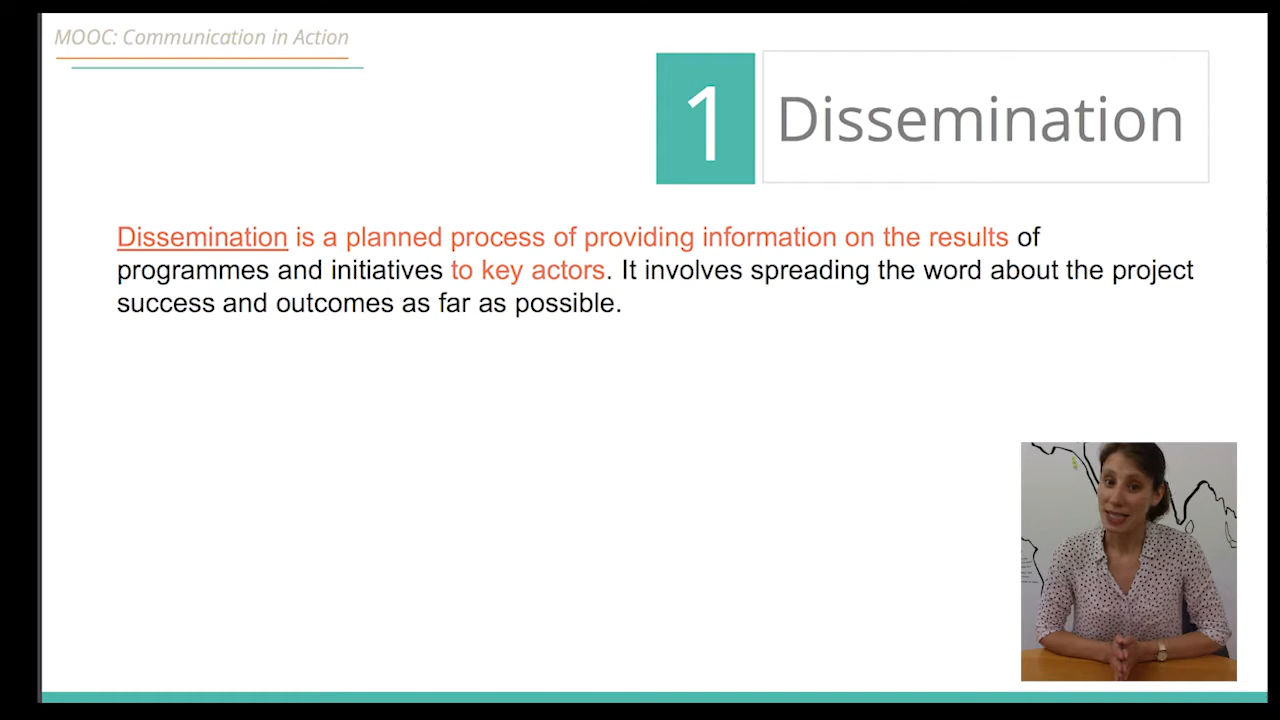 MOOC: Communication in Action
1 Dissemination
Dissemination is a planned process of providing information on the results of
programmes and initiatives to key actors. It involves spreading the word about the project
success and outcomes as far as possible.